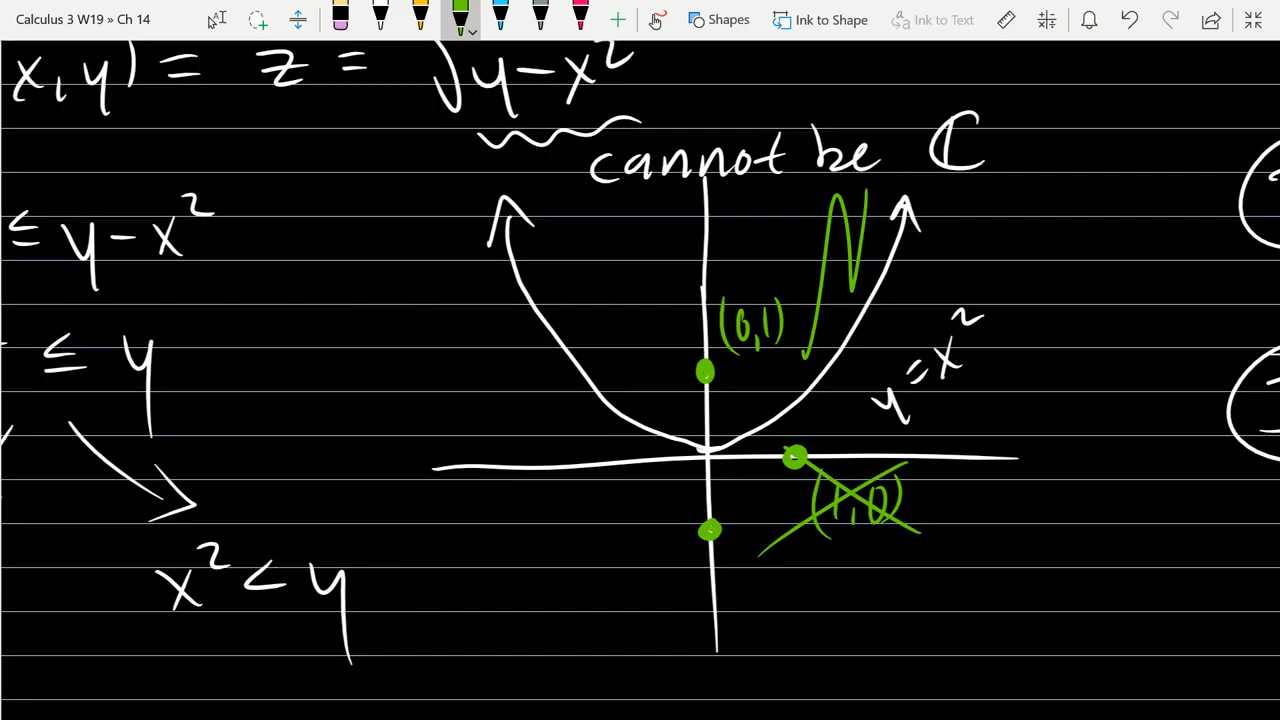 Calculus 3 W19 » Ch 14
Shapes
Ink to Shape
Ink to Text
x,y) = z = √y-x²
cannot be ℂ
≤ y-x²
(0,1)
y=x²
≤ y
(1,0)
x² < y